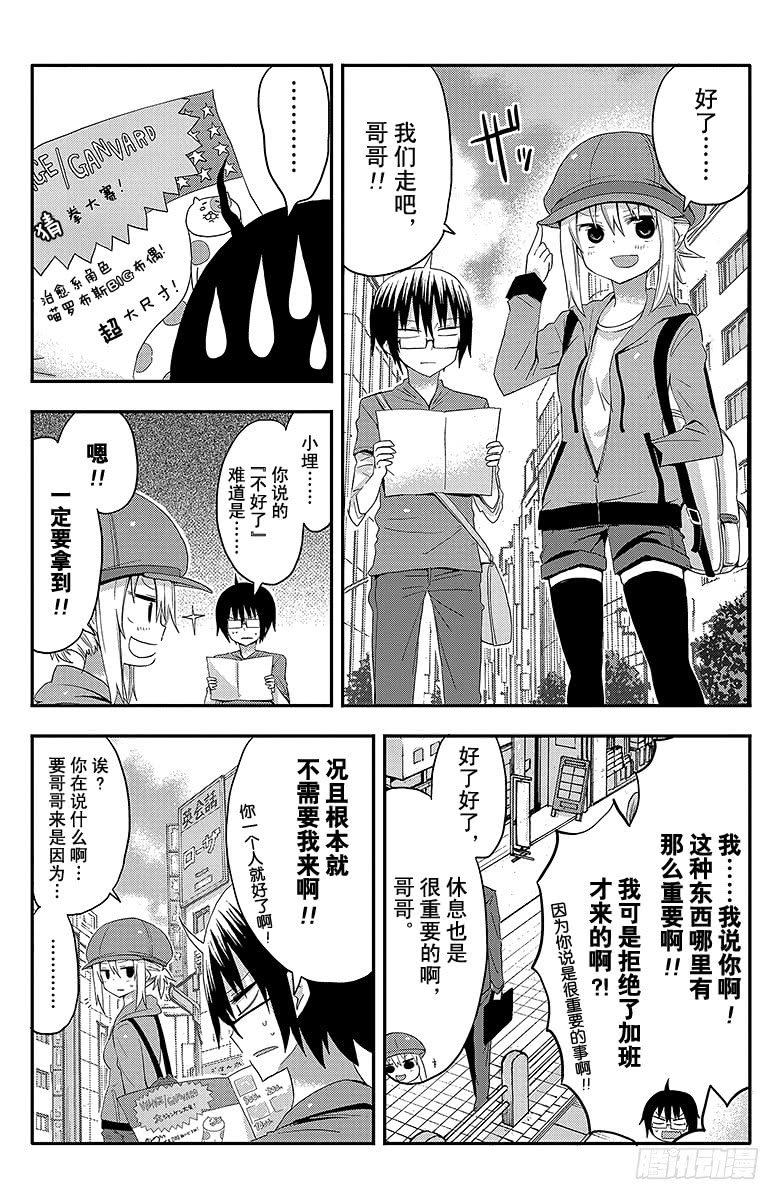 好了……
我们走吧，
哥哥!!
ザッ
…………
AGE/GANVARD
猜拳大赛!
治愈系角色
喵罗布斯BIG布偶!
超大尺寸!
小埋……
你说的
『不好了』
难道是……
嗯!!
一定要拿到!!
我……我说你啊!
这种东西哪里有
那么重要啊!!
我可是拒绝了加班
才来的啊?!
因为你说是很重要的事啊!!
好了好了，
休息也是
很重要的啊，
哥哥。
况且根本就
不需要我来啊!!
你一个人就好了啊!
诶?
你在说什么啊…
要哥哥来是因为…
…………
英会話
ローザ
ニ
腾讯动漫